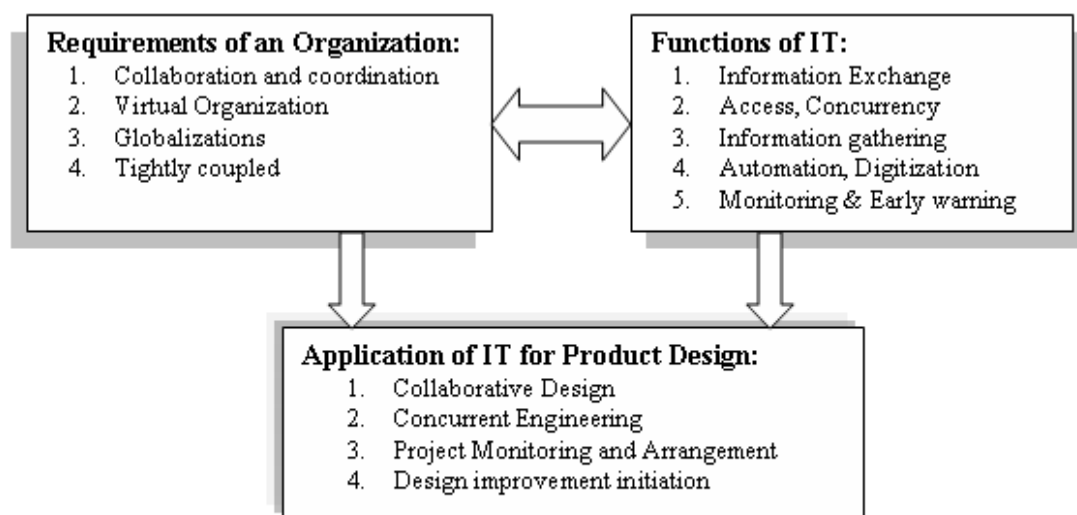 Requirements of an Organization:
1. Collaboration and coordination
2. Virtual Organization
3. Globalizations
4. Tightly coupled
Functions of IT:
1. Information Exchange
2. Access, Concurrency
3. Information gathering
4. Automation, Digitization
5. Monitoring & Early warning
Application of IT for Product Design:
1. Collaborative Design
2. Concurrent Engineering
3. Project Monitoring and Arrangement
4. Design improvement initiation